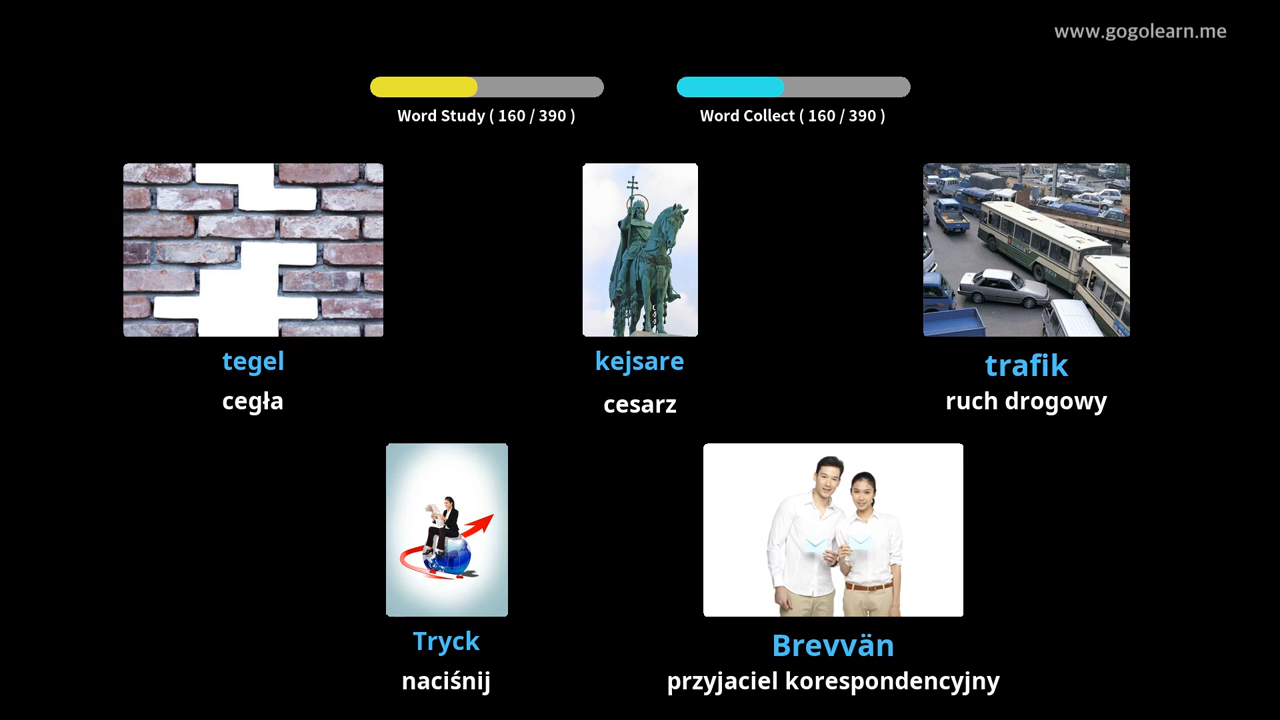 www.gogolearn.me
Word Study ( 160 / 390 )
Word Collect ( 160 / 390 )
tegel
cegła
kejsare
cesarz
trafik
ruch drogowy
Tryck
naciśnij
Brevvän
przyjaciel korespondencyjny